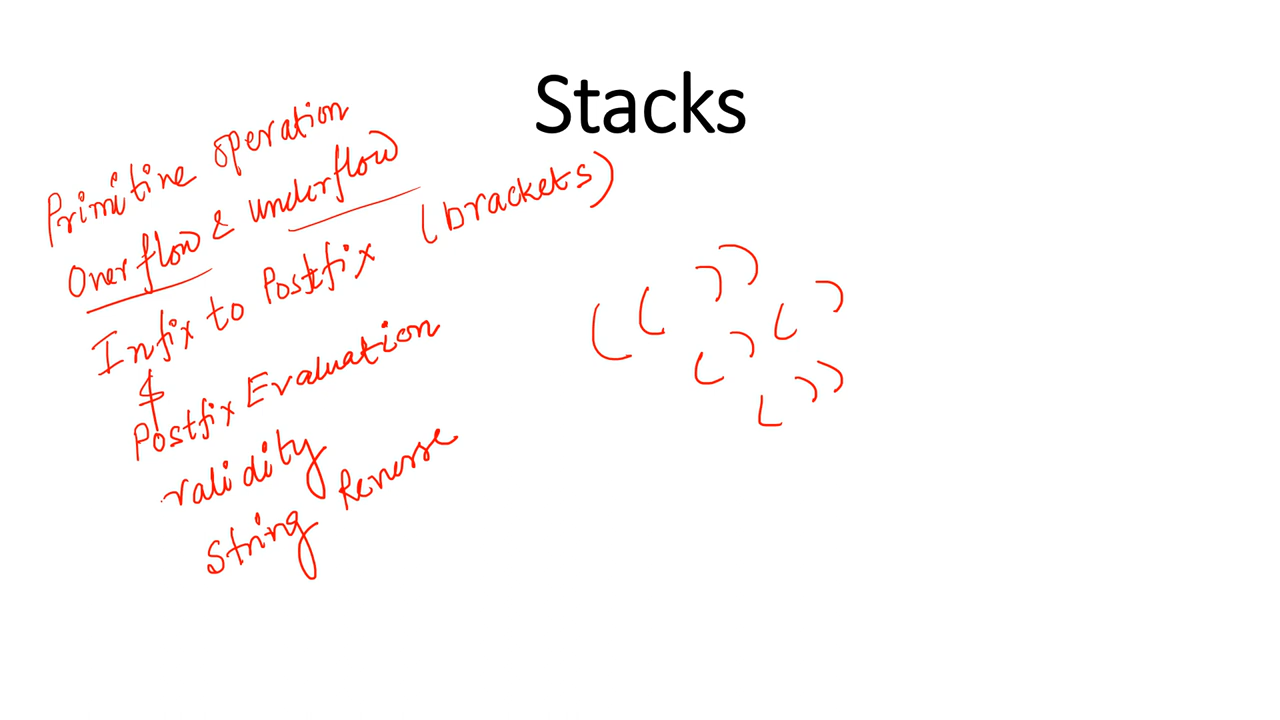 Stacks
Primitive operation
Overflow & underflow
Infix to Postfix (brackets)
$
Postfix Evaluation
validity
String Reverse
( ( ) )
( ) ( )
( ) )